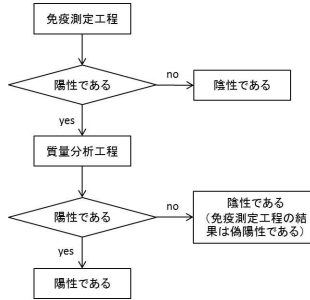 免疫測定工程
陽性である
no
陰性である
yes
質量分析工程
陽性である
no
陰性である
（免疫測定工程の結
果は偽陽性である）
yes
陽性である